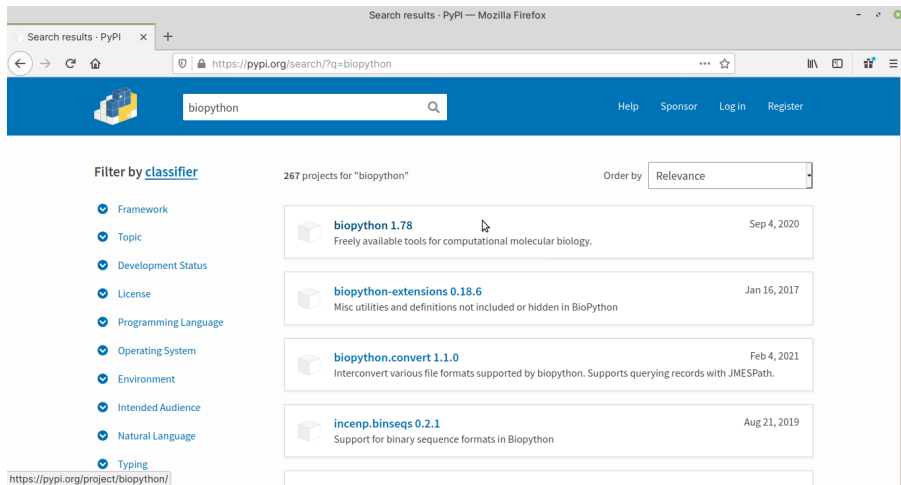 Search results · PyPI — Mozilla Firefox
Search results · PyPI
https://pypi.org/search/?q=biopython
biopython
Help Sponsor Log in Register
Filter by classifier
Framework
Topic
Development Status
License
Programming Language
Operating System
Environment
Intended Audience
Natural Language
Typing
267 projects for "biopython"
Order by Relevance
biopython 1.78
Sep 4, 2020
Freely available tools for computational molecular biology.
biopython-extensions 0.18.6
Jan 16, 2017
Misc utilities and definitions not included or hidden in BioPython
biopython.convert 1.1.0
Feb 4, 2021
Interconvert various file formats supported by biopython. Supports querying records with JMESPath.
incenp.binseqs 0.2.1
Aug 21, 2019
Support for binary sequence formats in Biopython
https://pypi.org/project/biopython/